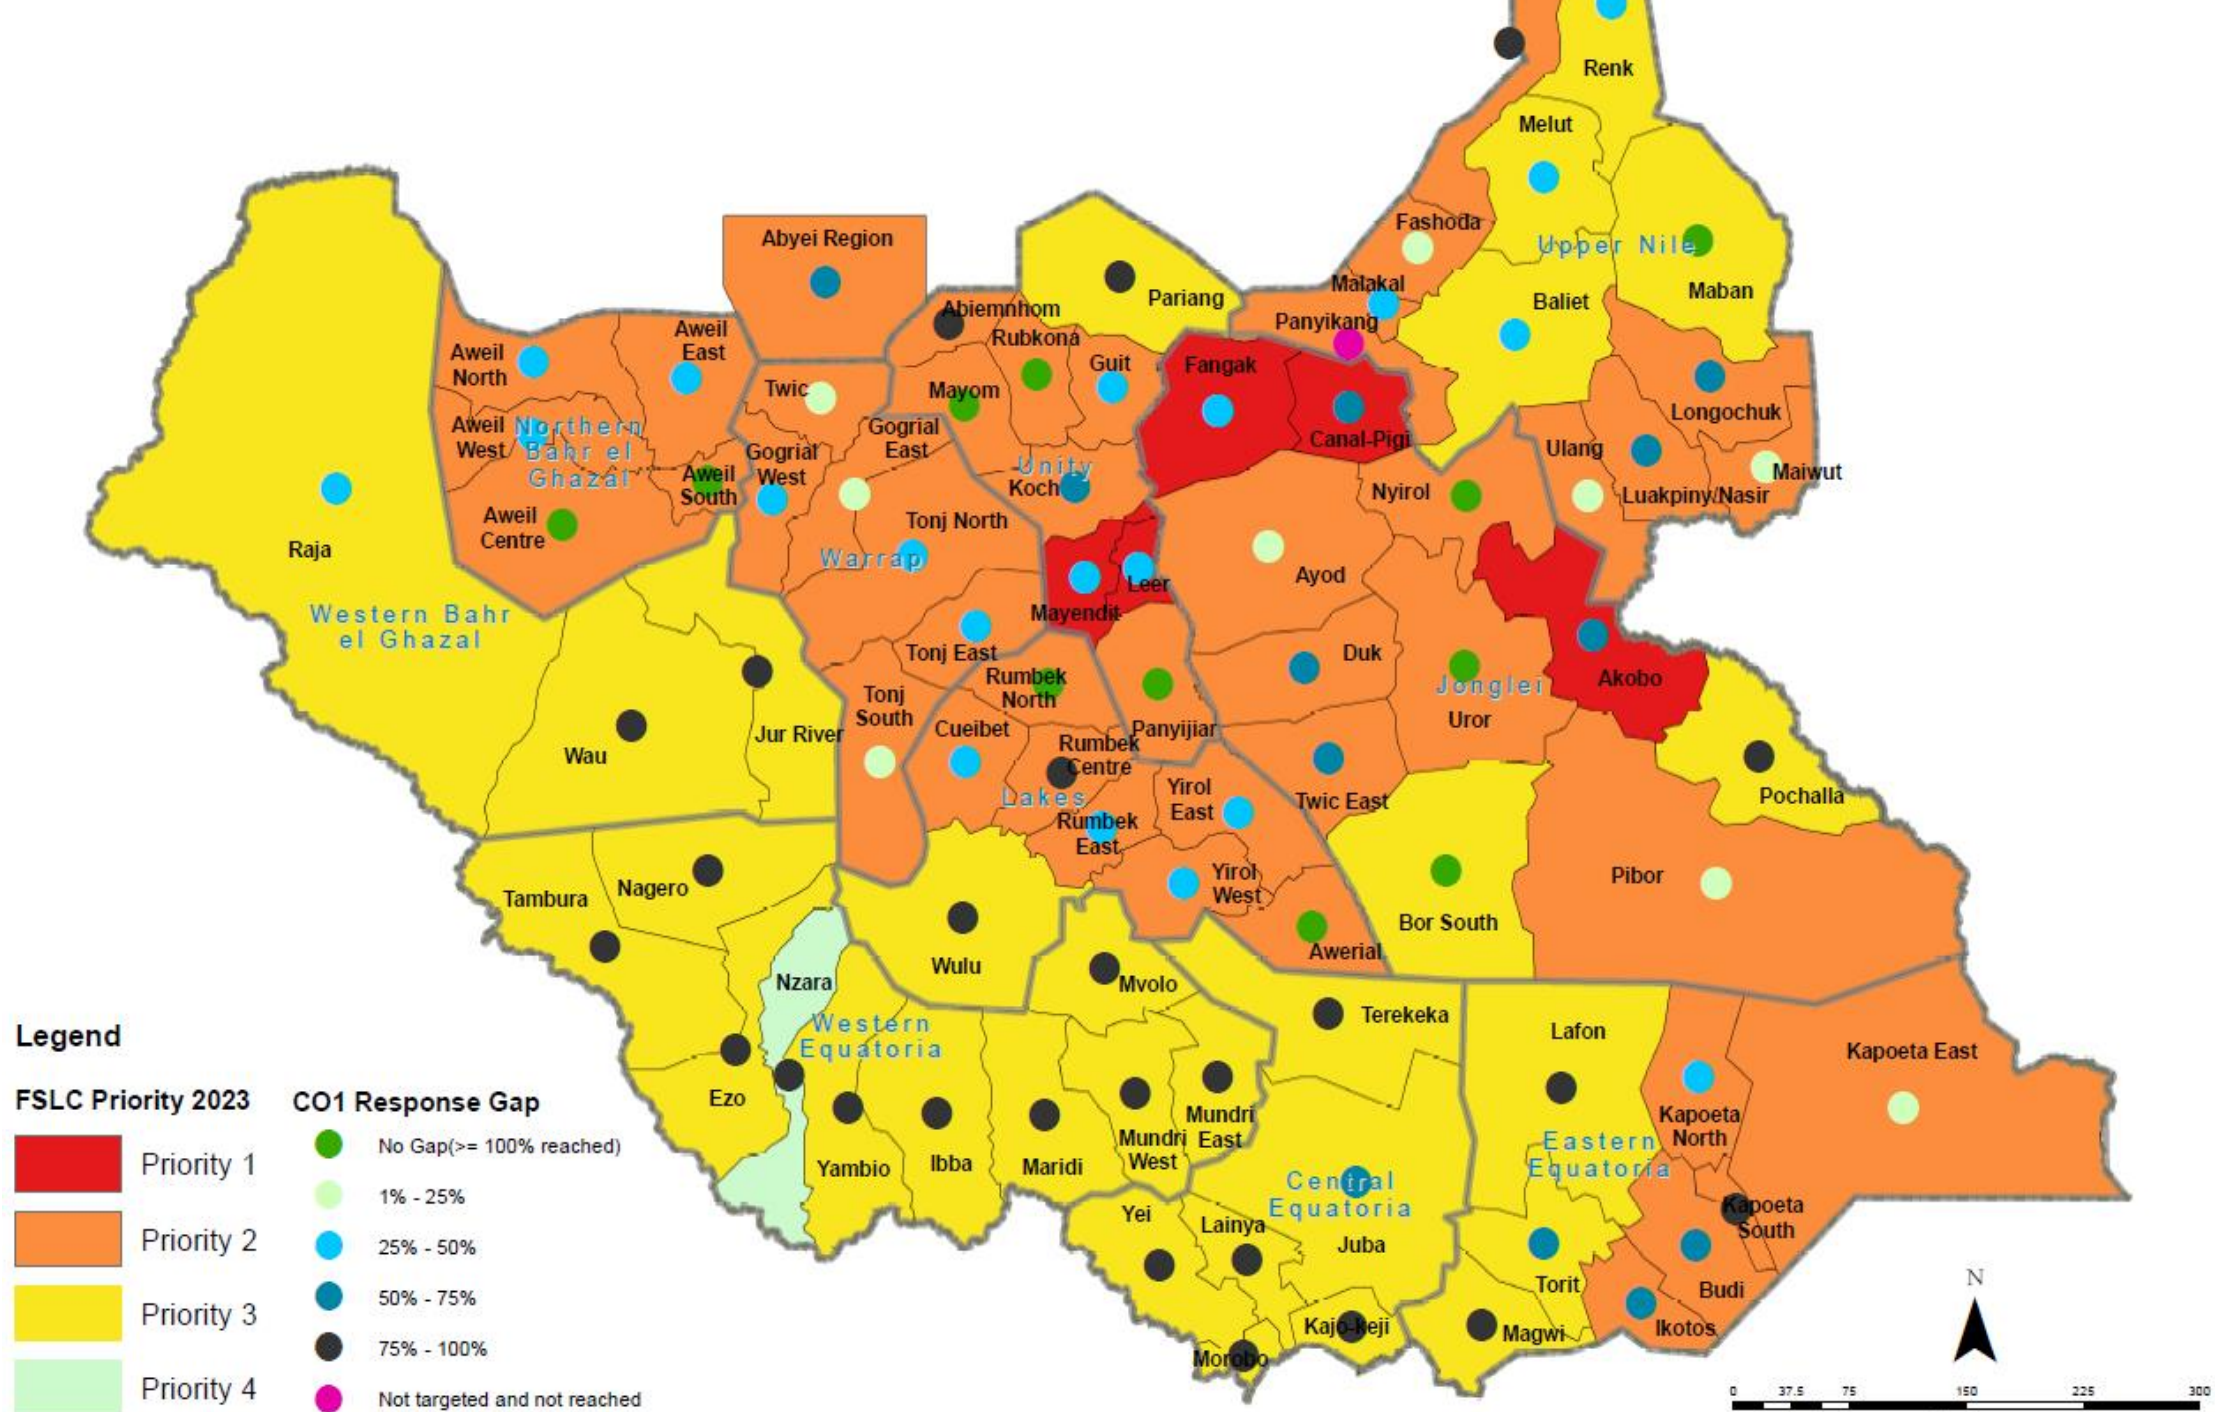 Renk
Melut
Fashoda
Upper Nile
Abyei Region
Malakal
Maban
Pariang
Baliet
Abiemnhom
Panyikang
Rubkona
Aweil
East
Aweil
North
Guit
Fangak
Twic
Mayom
Longochuk
Aweil
West
Northern
Bahr el
Ghazal
Gogrial
East
Canal-Pigi
Ulang
Gogrial
West
Unity
Koch
Aweil
South
Nyirol
Maiwut
Luakpiny/Nasir
Aweil
Centre
Tonj North
Raja
Warrap
Ayod
Leer
Mayendit
Western Bahr
el Ghazal
Tonj East
Duk
Akobo
Rumbek
North
Jonglei
Tonj
South
Uror
Cueibet
Panyijiar
Jur River
Rumbek
Centre
Wau
Yirol
East
Lakes
Twic East
Pochalla
Rumbek
East
Pibor
Yirol
West
Nagero
Tambura
Bor South
Awerial
Wulu
Nzara
Mvolo
Terekeka
Western
Equatoria
Lafon
Kapoeta East
Ezo
Mundri
East
Kapoeta
North
Mundri
West
Eastern
Equatoria
Yambio
Ibba
Maridi
Central
Equatoria
Yei
Lainya
Kapoeta
South
Juba
Torit
Budi
Kajo-keji
Magwi
Ikotos
Morobo
Legend
FSLC Priority 2023
Priority 1
Priority 2
Priority 3
Priority 4
CO1 Response Gap
No Gap(>= 100% reached)
1% - 25%
25% - 50%
50% - 75%
75% - 100%
Not targeted and not reached
N
0 37.5 75 150 225 300